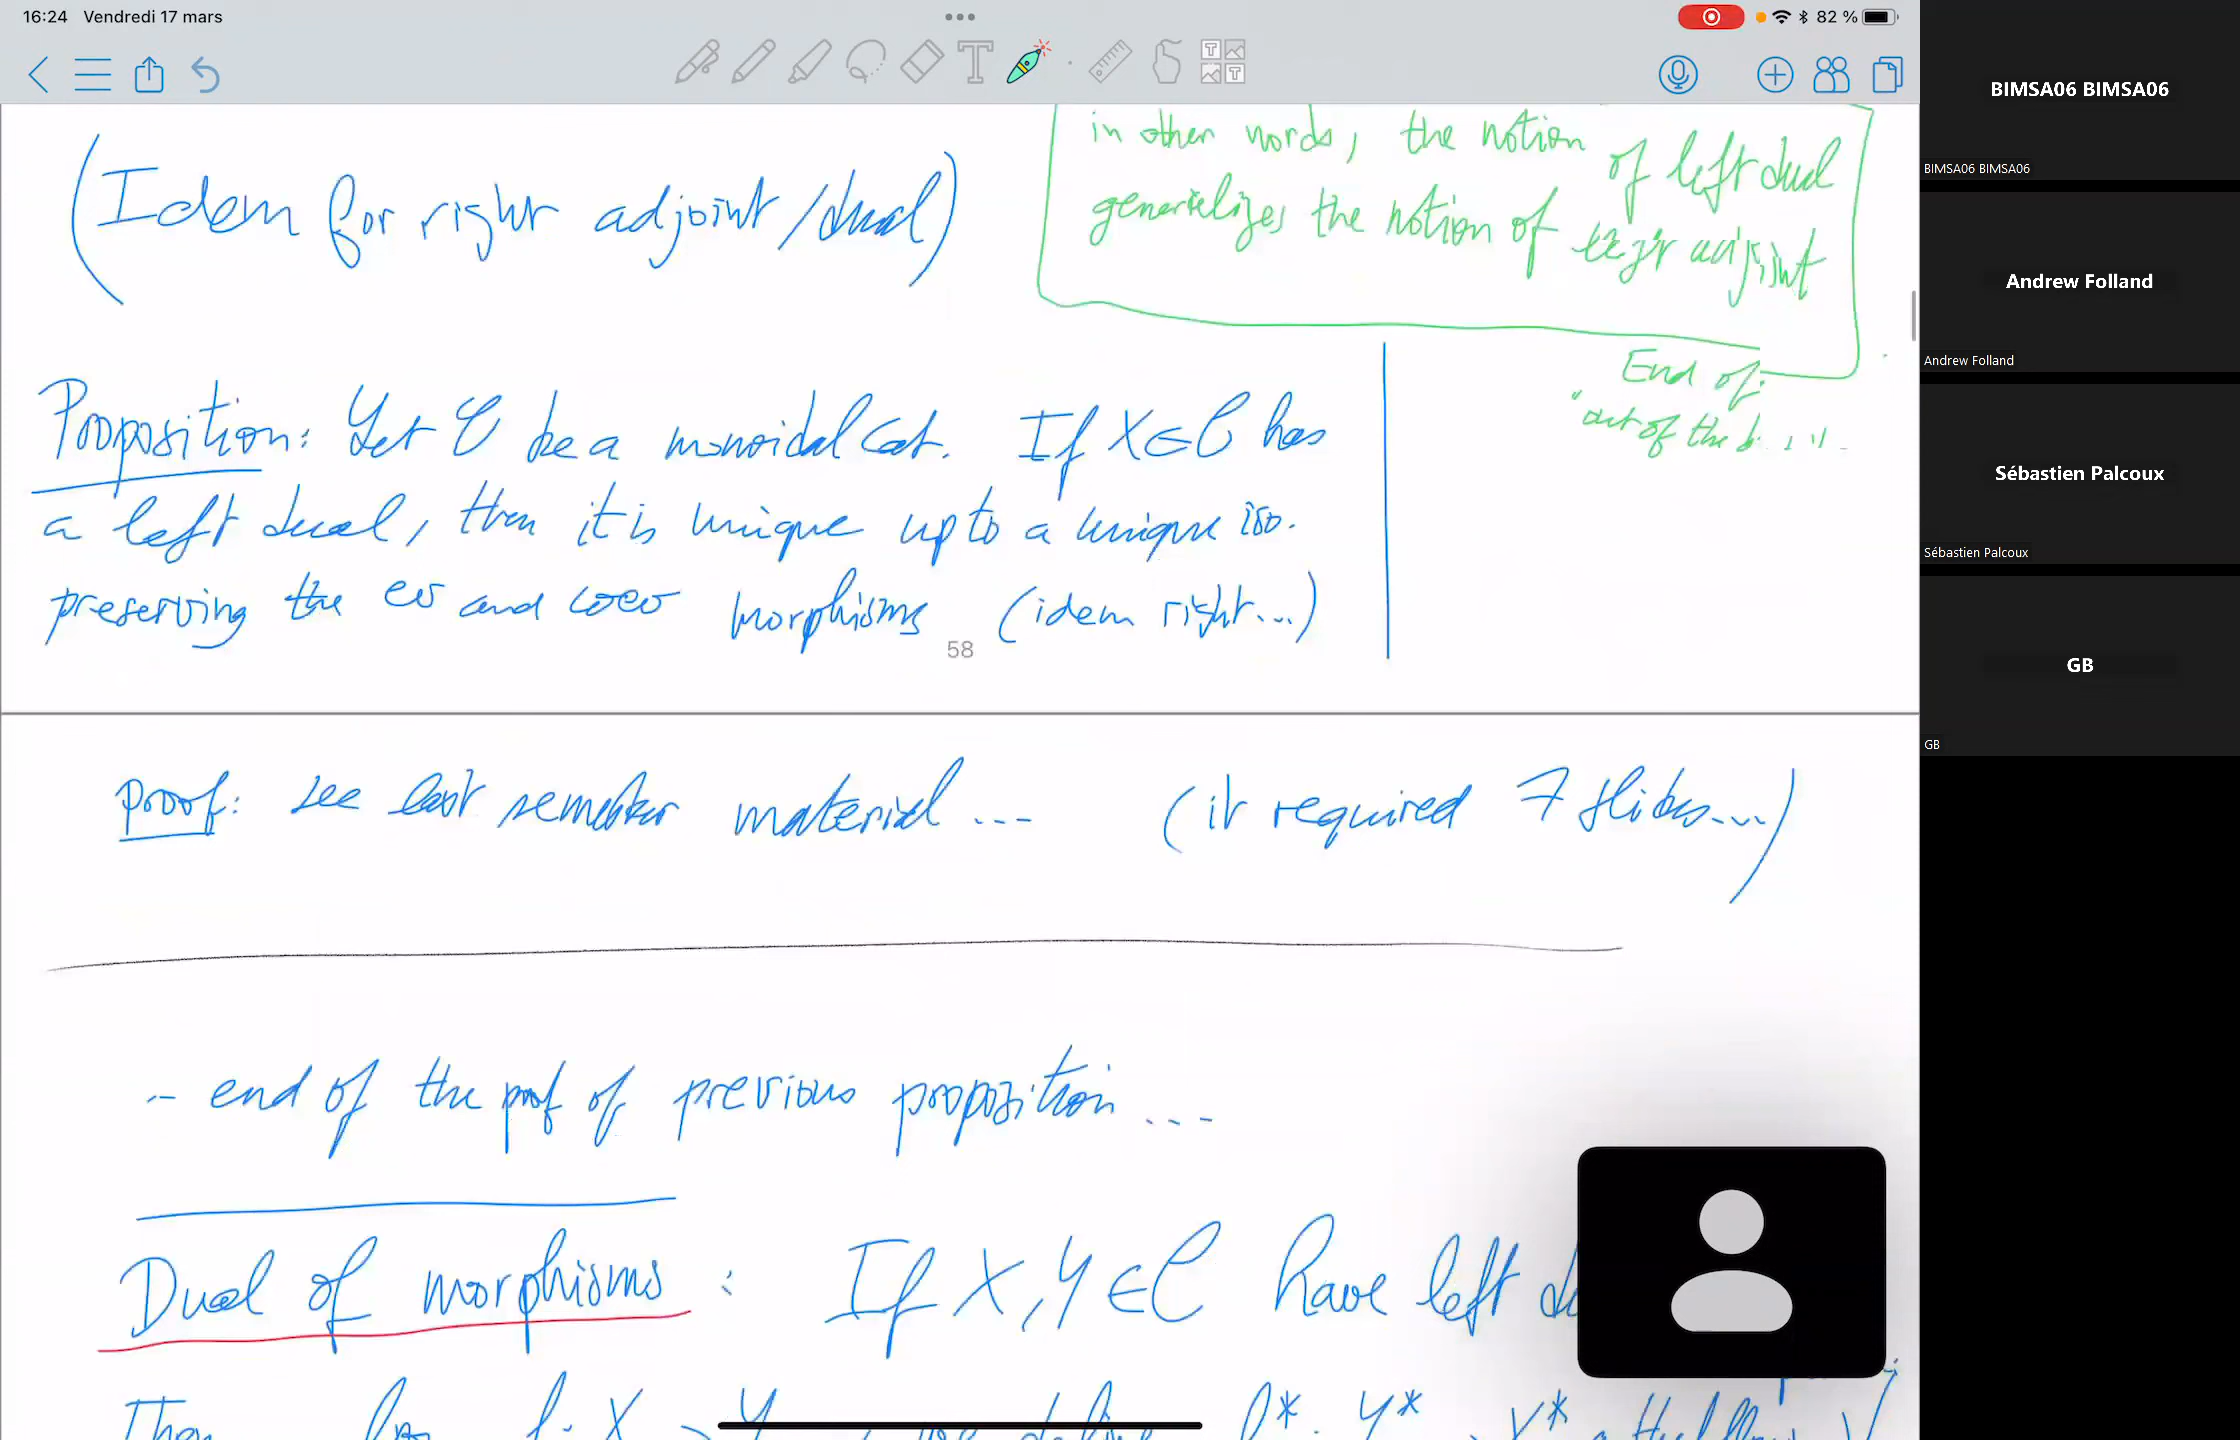 16:24 Vendredi 17 mars
82 %
in other words, the notion of left dual
generalizes the notion of left adjoint
(Idem for right adjoint/dual)
End of:
"out of the
Proposition: Let C be a monoidal cat. If X ∈ C has
a left dual, then it is unique up to a unique iso.
preserving the ev and coev morphisms (idem right...)
58
Proof: see last semester material ... (it required 7 slides...)
-- end of the proof of previous proposition ...
Dual of morphisms : If X, Y ∈ C have left
Then for f: X → Y, define f*: Y* → X*
BIMSA06 BIMSA06
BIMSA06 BIMSA06
Andrew Folland
Andrew Folland
Sébastien Palcoux
Sébastien Palcoux
GB
GB